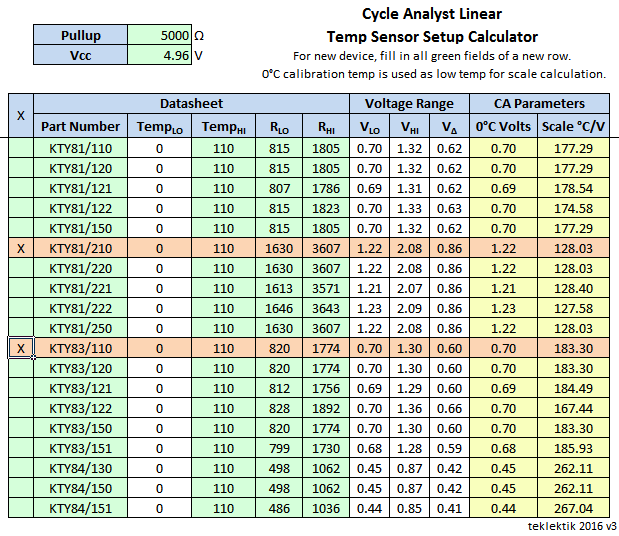 Cycle Analyst Linear
Temp Sensor Setup Calculator
For new device, fill in all green fields of a new row.
0°C calibration temp is used as low temp for scale calculation.
Pullup 5000 Ω
Vcc 4.96 V
X Datasheet Voltage Range CA Parameters
Part Number TempLO TempHI RLO RHI VLO VHI VΔ 0°C Volts Scale °C/V
KTY81/110 0 110 815 1805 0.70 1.32 0.62 0.70 177.29
KTY81/120 0 110 815 1805 0.70 1.32 0.62 0.70 177.29
KTY81/121 0 110 807 1786 0.69 1.31 0.62 0.69 178.54
KTY81/122 0 110 815 1823 0.70 1.33 0.63 0.70 174.58
KTY81/150 0 110 815 1805 0.70 1.32 0.62 0.70 177.29
X KTY81/210 0 110 1630 3607 1.22 2.08 0.86 1.22 128.03
KTY81/220 0 110 1630 3607 1.22 2.08 0.86 1.22 128.03
KTY81/221 0 110 1613 3571 1.21 2.07 0.86 1.21 128.40
KTY81/222 0 110 1646 3643 1.23 2.09 0.86 1.23 127.58
KTY81/250 0 110 1630 3607 1.22 2.08 0.86 1.22 128.03
X KTY83/110 0 110 820 1774 0.70 1.30 0.60 0.70 183.30
KTY83/120 0 110 820 1774 0.70 1.30 0.60 0.70 183.30
KTY83/121 0 110 812 1756 0.69 1.29 0.60 0.69 184.49
KTY83/122 0 110 828 1892 0.70 1.36 0.66 0.70 167.44
KTY83/150 0 110 820 1774 0.70 1.30 0.60 0.70 183.30
KTY83/151 0 110 799 1730 0.68 1.28 0.59 0.68 185.93
KTY84/130 0 110 498 1062 0.45 0.87 0.42 0.45 262.11
KTY84/150 0 110 498 1062 0.45 0.87 0.42 0.45 262.11
KTY84/151 0 110 486 1036 0.44 0.85 0.41 0.44 267.04
teklektik 2016 v3